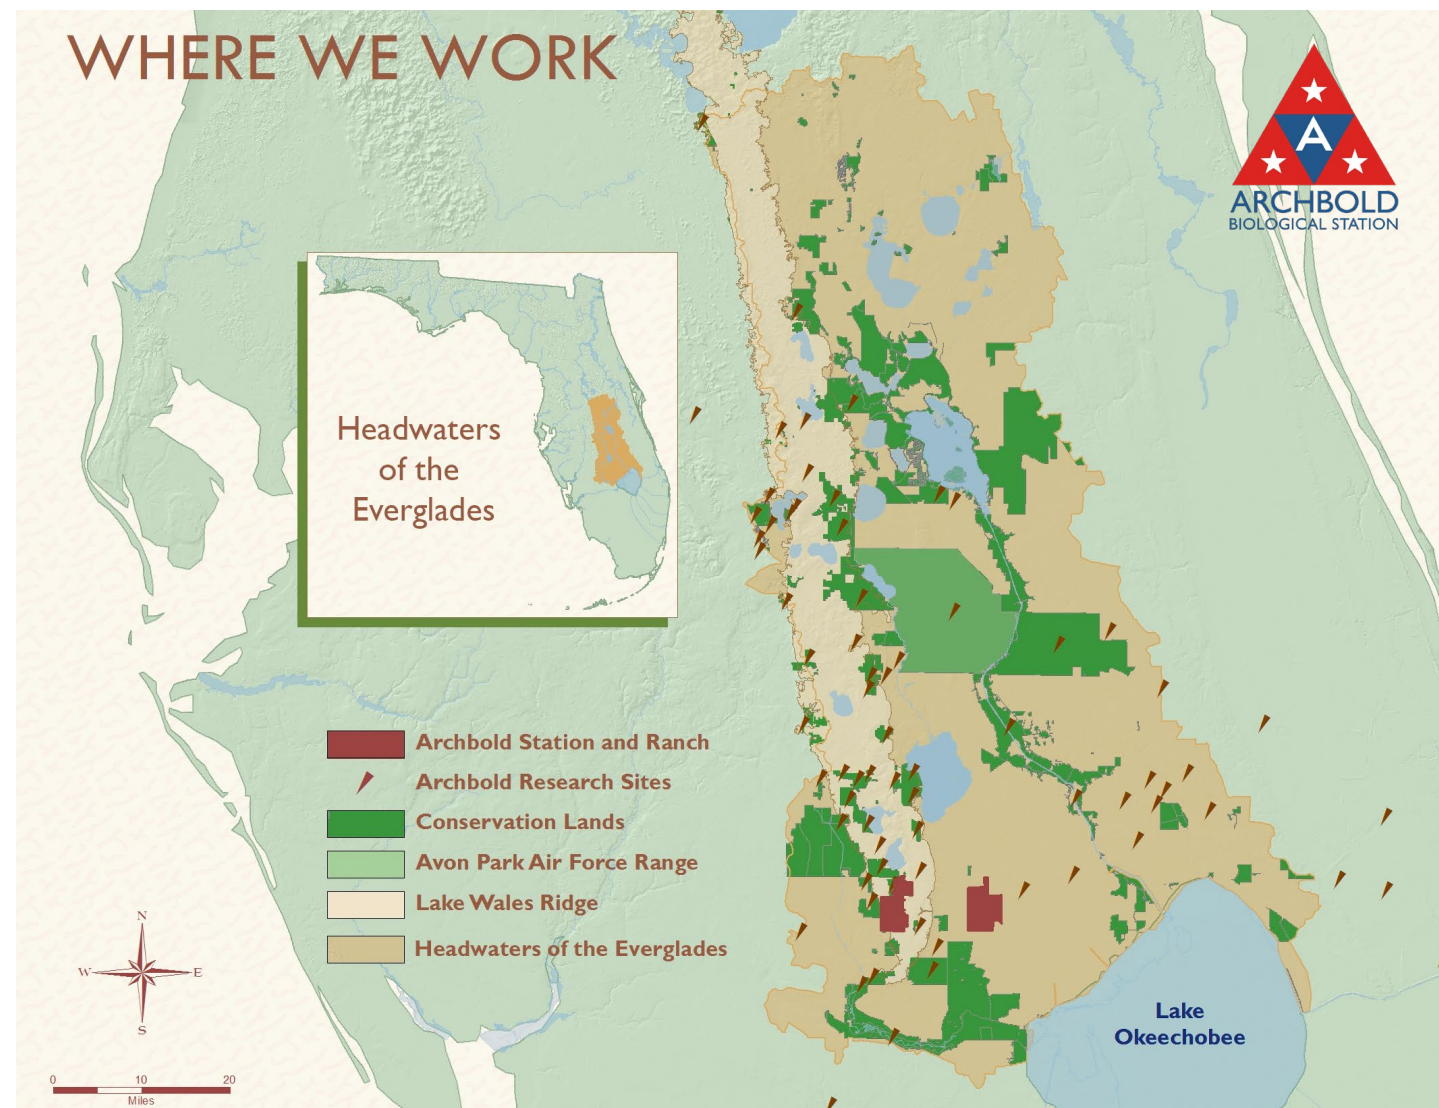 WHERE WE WORK
A
ARCHBOLD
BIOLOGICAL STATION
Headwaters
of the
Everglades
Archbold Station and Ranch
Archbold Research Sites
Conservation Lands
Avon Park Air Force Range
Lake Wales Ridge
Headwaters of the Everglades
N
W
E
S
0 10 20
Miles
Lake
Okeechobee